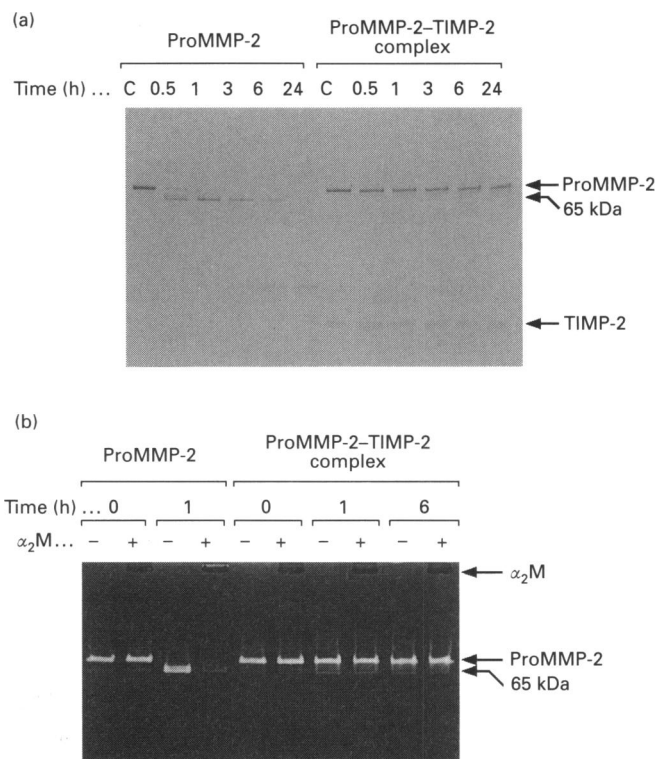 (a)
ProMMP-2
ProMMP-2–TIMP-2
complex
Time (h) ... C 0.5 1 3 6 24 C 0.5 1 3 6 24
ProMMP-2
65 kDa
TIMP-2
(b)
ProMMP-2
ProMMP-2–TIMP-2
complex
Time (h) ... 0 1 0 1 6
α₂M... – + – + – + – + – +
α₂M
ProMMP-2
65 kDa